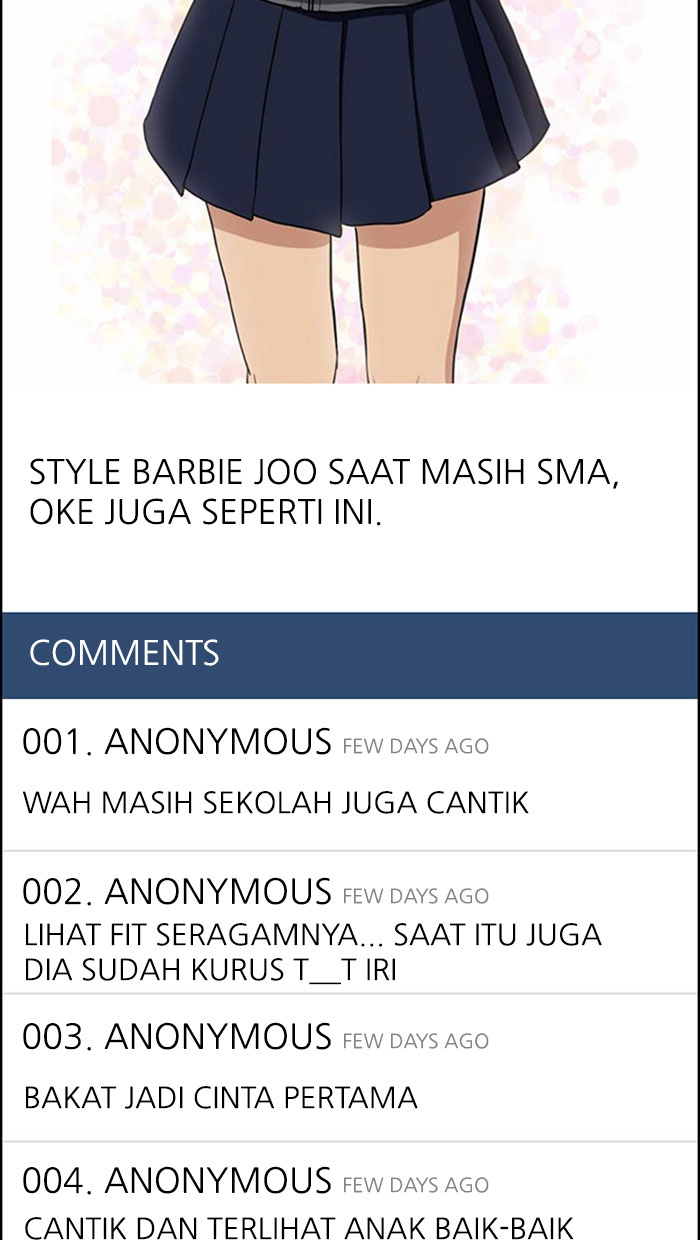 STYLE BARBIE JOO SAAT MASIH SMA,
OKE JUGA SEPERTI INI.
COMMENTS
001. ANONYMOUS FEW DAYS AGO
WAH MASIH SEKOLAH JUGA CANTIK
002. ANONYMOUS FEW DAYS AGO
LIHAT FIT SERAGAMNYA... SAAT ITU JUGA
DIA SUDAH KURUS T__T IRI
003. ANONYMOUS FEW DAYS AGO
BAKAT JADI CINTA PERTAMA
004. ANONYMOUS FEW DAYS AGO
CANTIK DAN TERLIHAT ANAK BAIK-BAIK